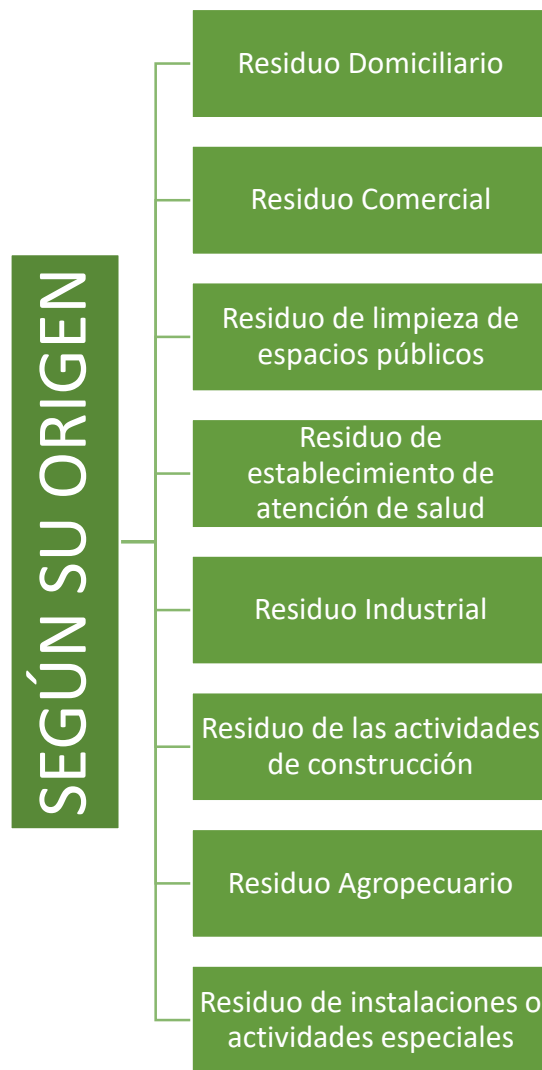 SEGÚN SU ORIGEN
Residuo Domiciliario
Residuo Comercial
Residuo de limpieza de
espacios públicos
Residuo de
establecimiento de
atención de salud
Residuo Industrial
Residuo de las actividades
de construcción
Residuo Agropecuario
Residuo de instalaciones o
actividades especiales